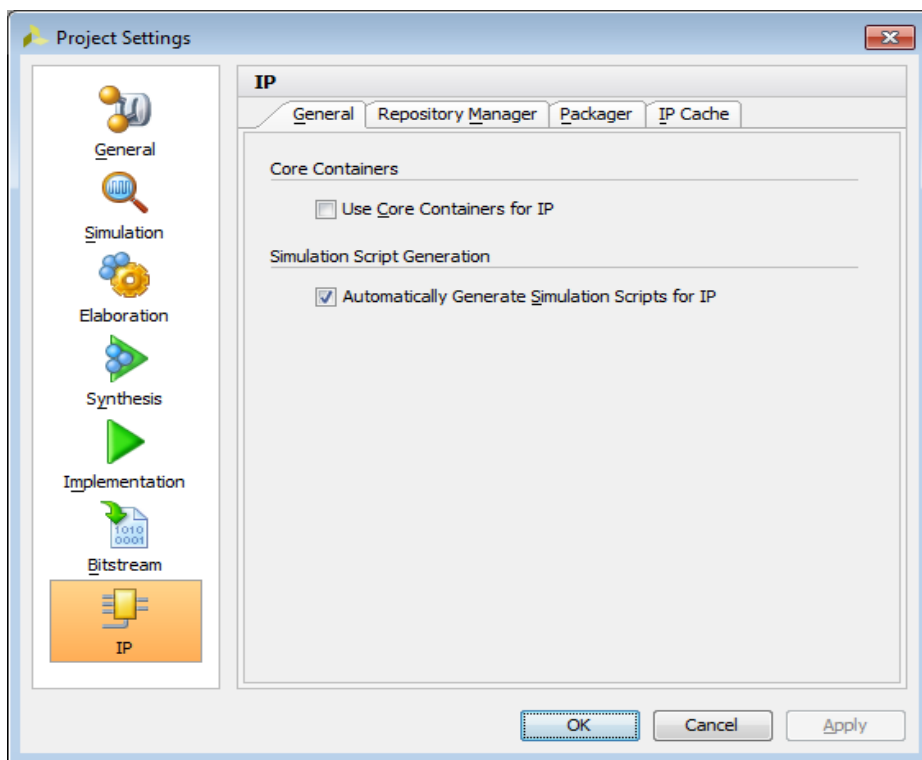 Project Settings
IP
General
Repository Manager
Packager
IP Cache
General
Core Containers
Use Core Containers for IP
Simulation
Simulation Script Generation
Automatically Generate Simulation Scripts for IP
Elaboration
Synthesis
Implementation
1010
0001
Bitstream
IP
OK
Cancel
Apply